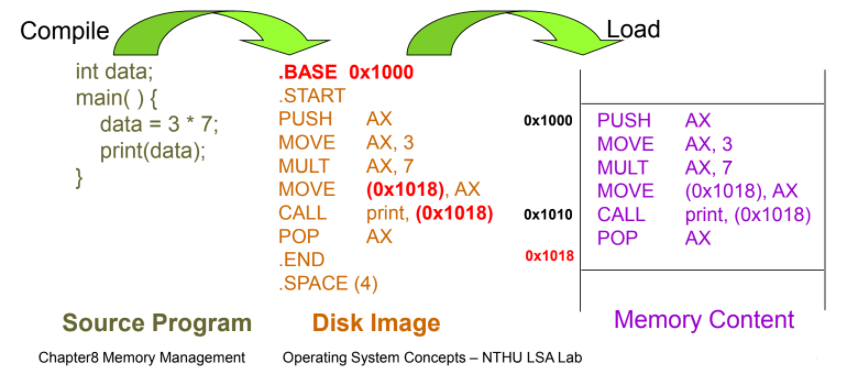 Compile
Load
int data;
main( ) {
data = 3 * 7;
print(data);
}
.BASE 0x1000
.START
PUSH AX
MOVE AX, 3
MULT AX, 7
MOVE (0x1018), AX
CALL print, (0x1018)
POP AX
.END
.SPACE (4)
0x1000
0x1010
0x1018
PUSH AX
MOVE AX, 3
MULT AX, 7
MOVE (0x1018), AX
CALL print, (0x1018)
POP AX
Source Program
Disk Image
Memory Content
Chapter8 Memory Management
Operating System Concepts – NTHU LSA Lab